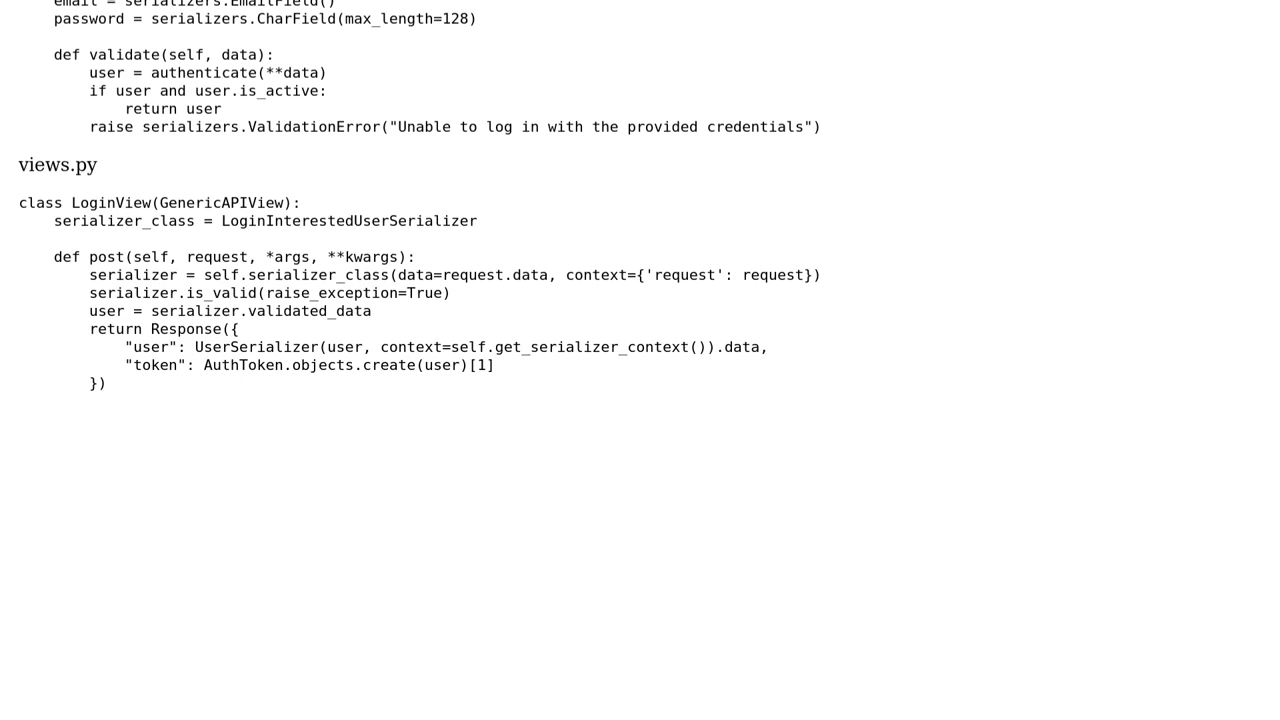 email = serializers.EmailField()
password = serializers.CharField(max_length=128)
def validate(self, data):
user = authenticate(**data)
if user and user.is_active:
return user
raise serializers.ValidationError("Unable to log in with the provided credentials")
views.py
class LoginView(GenericAPIView):
serializer_class = LoginInterestedUserSerializer
def post(self, request, *args, **kwargs):
serializer = self.serializer_class(data=request.data, context={'request': request})
serializer.is_valid(raise_exception=True)
user = serializer.validated_data
return Response({
"user": UserSerializer(user, context=self.get_serializer_context()).data,
"token": AuthToken.objects.create(user)[1]
})